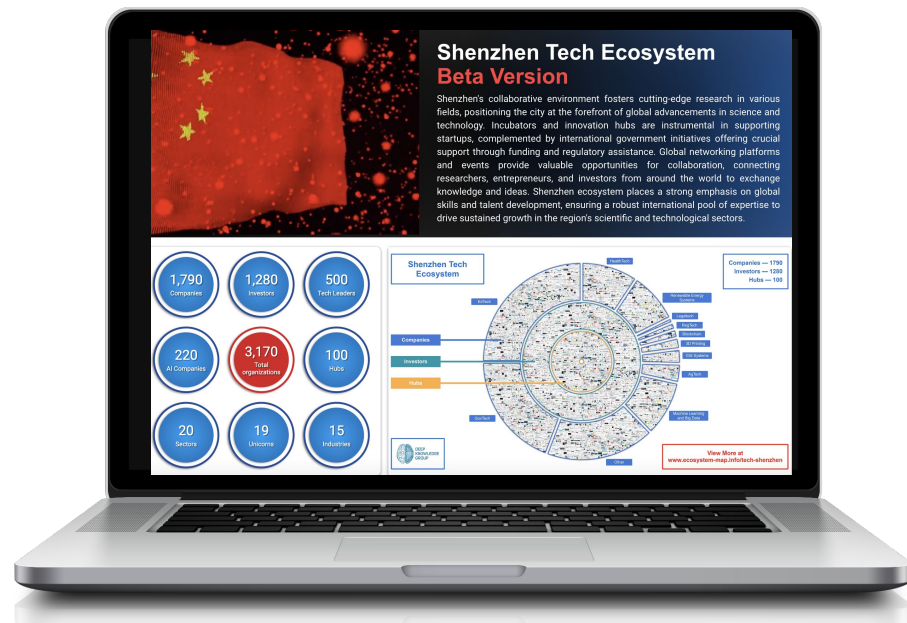 Shenzhen Tech Ecosystem
Beta Version
Shenzhen's collaborative environment fosters cutting-edge research in various
fields, positioning the city at the forefront of global advancements in science and
technology. Incubators and innovation hubs are instrumental in supporting
startups, complemented by international government initiatives offering crucial
support through funding and regulatory assistance. Global networking platforms
and events provide valuable opportunities for collaboration, connecting
researchers, entrepreneurs, and investors from around the world to exchange
knowledge and ideas. Shenzhen ecosystem places a strong emphasis on global
skills and talent development, ensuring a robust international pool of expertise to
drive sustained growth in the region's scientific and technological sectors.
1,790
Companies
1,280
Investors
500
Tech Leaders
220
AI Companies
3,170
Total
organizations
100
Hubs
20
Sectors
19
Unicorns
15
Industries
Shenzhen Tech
Ecosystem
Companies — 1790
Investors — 1280
Hubs — 100
HealthTech
EdTech
Renewable Energy
Systems
Legaltech
RegTech
Blockchain
3D Printing
GIS Systems
AgTech
Machine Learning
and Big Data
Other
Companies
Investors
Hubs
DEEP
KNOWLEDGE
GROUP
View More at
www.ecosystem-map.info/tech-shenzhen